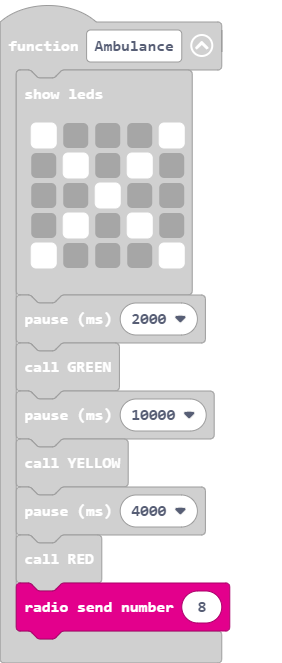 function Ambulance
show leds
pause (ms) 2000
call GREEN
pause (ms) 10000
call YELLOW
pause (ms) 4000
call RED
radio send number 8